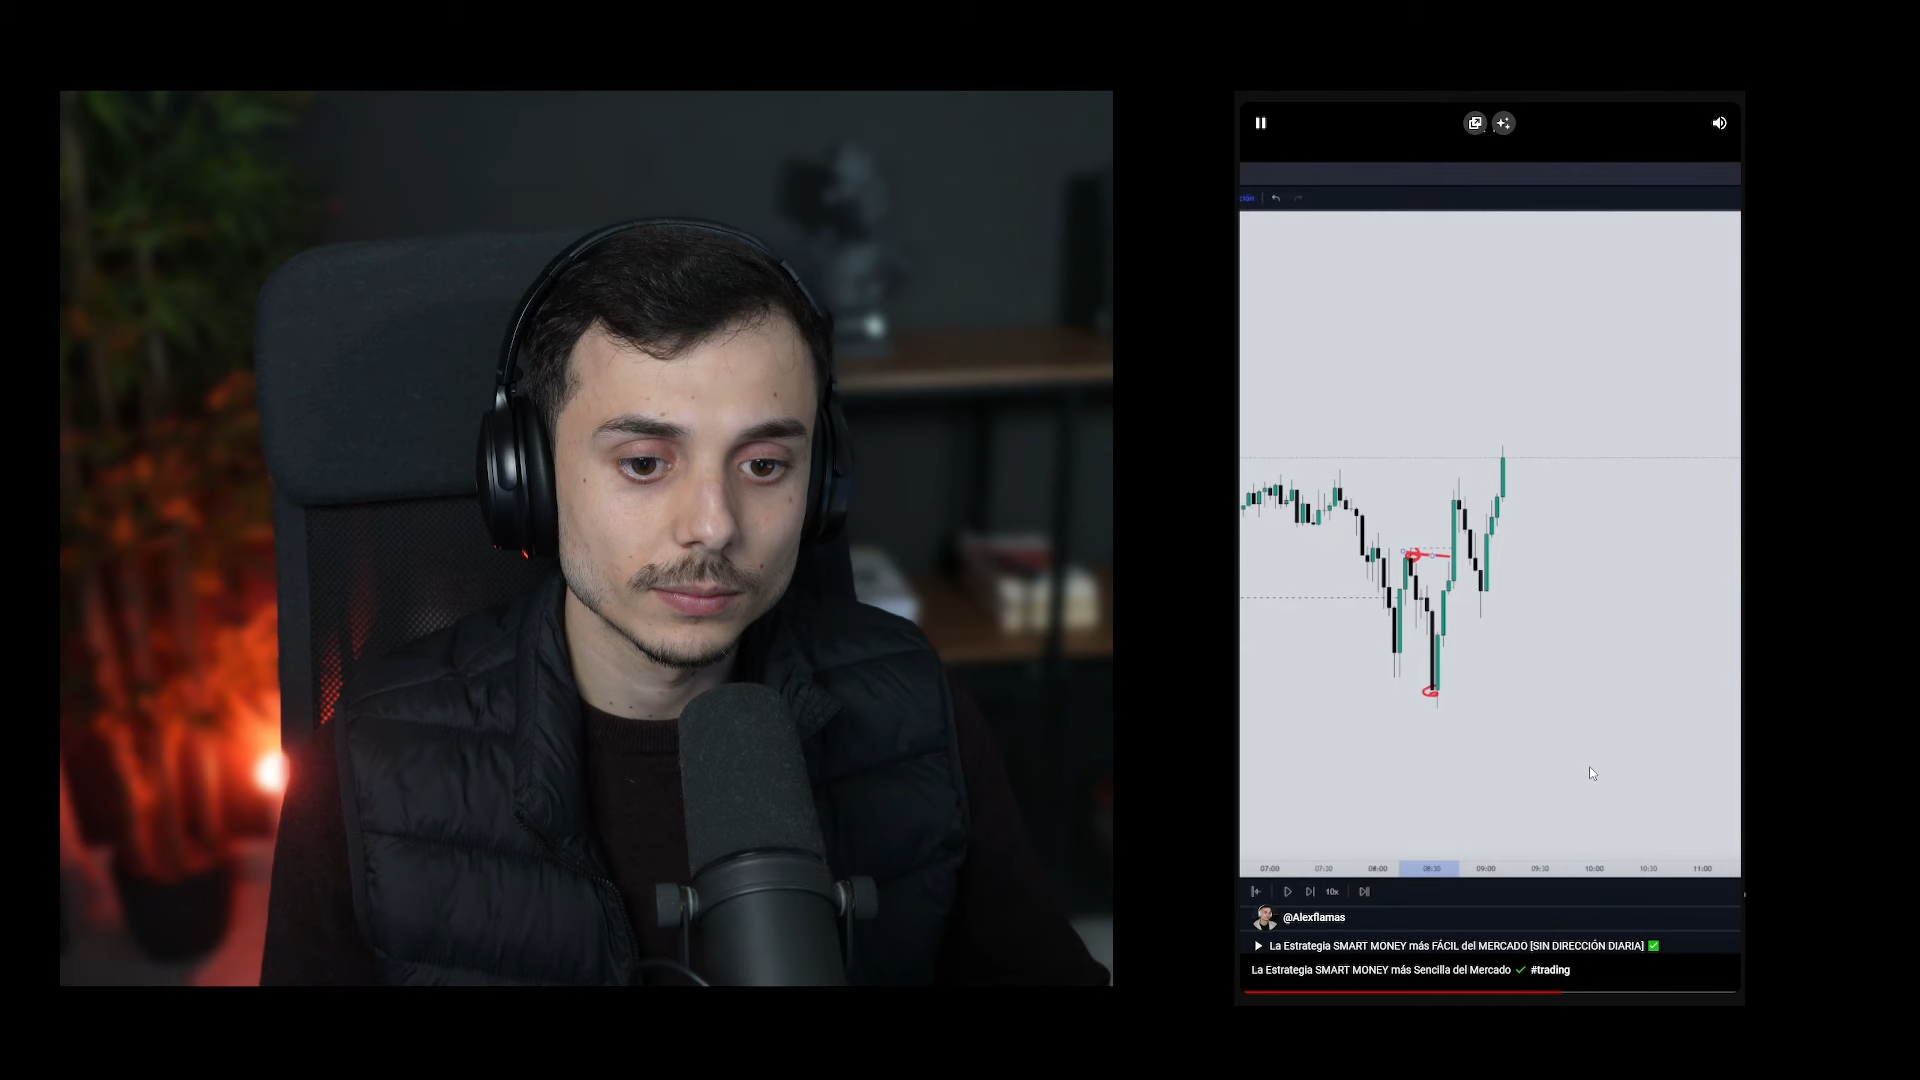 ción
07:00 07:30 08:00 08:30 09:00 09:30 10:00 10:30 11:00
10x
@Alexflamas
La Estrategia SMART MONEY más FÁCIL del MERCADO [SIN DIRECCIÓN DIARIA] ✅
La Estrategia SMART MONEY más Sencilla del Mercado ✓ #trading